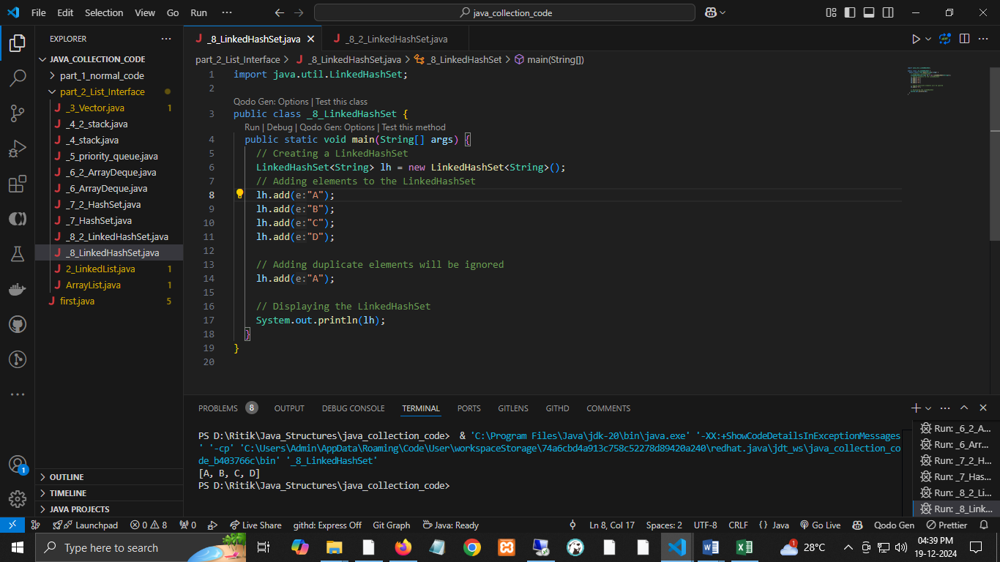 File Edit Selection View Go Run ··· java_collection_code
EXPLORER ···
JAVA_COLLECTION_CODE
part_1_normal_code
part_2_List_Interface
_3_Vector.java 1
_4_2_stack.java
_4_stack.java
_5_priority_queue.java
_6_2_ArrayDeque.java
_6_ArrayDeque.java
_7_2_HashSet.java
_7_HashSet.java
_8_2_LinkedHashSet.java
_8_LinkedHashSet.java
2_LinkedList.java 1
ArrayList.java 1
first.java 5
OUTLINE
TIMELINE
JAVA PROJECTS
_8_LinkedHashSet.java _8_2_LinkedHashSet.java
part_2_List_Interface > _8_LinkedHashSet.java > _8_LinkedHashSet > main(String[])
1 import java.util.LinkedHashSet;
2
Qodo Gen: Options | Test this class
3 public class _8_LinkedHashSet {
Run | Debug | Qodo Gen: Options | Test this method
4 public static void main(String[] args) {
5 // Creating a LinkedHashSet
6 LinkedHashSet<String> lh = new LinkedHashSet<String>();
7 // Adding elements to the LinkedHashSet
8 lh.add(e:"A");
9 lh.add(e:"B");
10 lh.add(e:"C");
11 lh.add(e:"D");
12
13 // Adding duplicate elements will be ignored
14 lh.add(e:"A");
15
16 // Displaying the LinkedHashSet
17 System.out.println(lh);
18 }
19 }
20
PROBLEMS 8 OUTPUT DEBUG CONSOLE TERMINAL PORTS GITLENS GITHD COMMENTS
PS D:\Ritik\Java_Structures\java_collection_code>  & 'C:\Program Files\Java\jdk-20\bin\java.exe' '-XX:+ShowCodeDetailsInExceptionMessages
' '-cp' 'C:\Users\Admin\AppData\Roaming\Code\User\workspaceStorage\74a6cbd4a913c758c52278d89420a240\redhat.java\jdt_ws\java_collection_co
de_b403766c\bin' '_8_LinkedHashSet'
[A, B, C, D]
PS D:\Ritik\Java_Structures\java_collection_code>
Run: _6_2_A...
Run: _6_Arr...
Run: _7_2_H...
Run: _7_Has...
Run: _8_2_Li...
Run: _8_Link...
1
Launchpad 0 8 0 Live Share githd: Express Off Git Graph Java: Ready Ln 8, Col 17 Spaces: 2 UTF-8 CRLF {} Java Go Live Qodo Gen Prettier
Type here to search 1 28°C 04:39 PM
19-12-2024